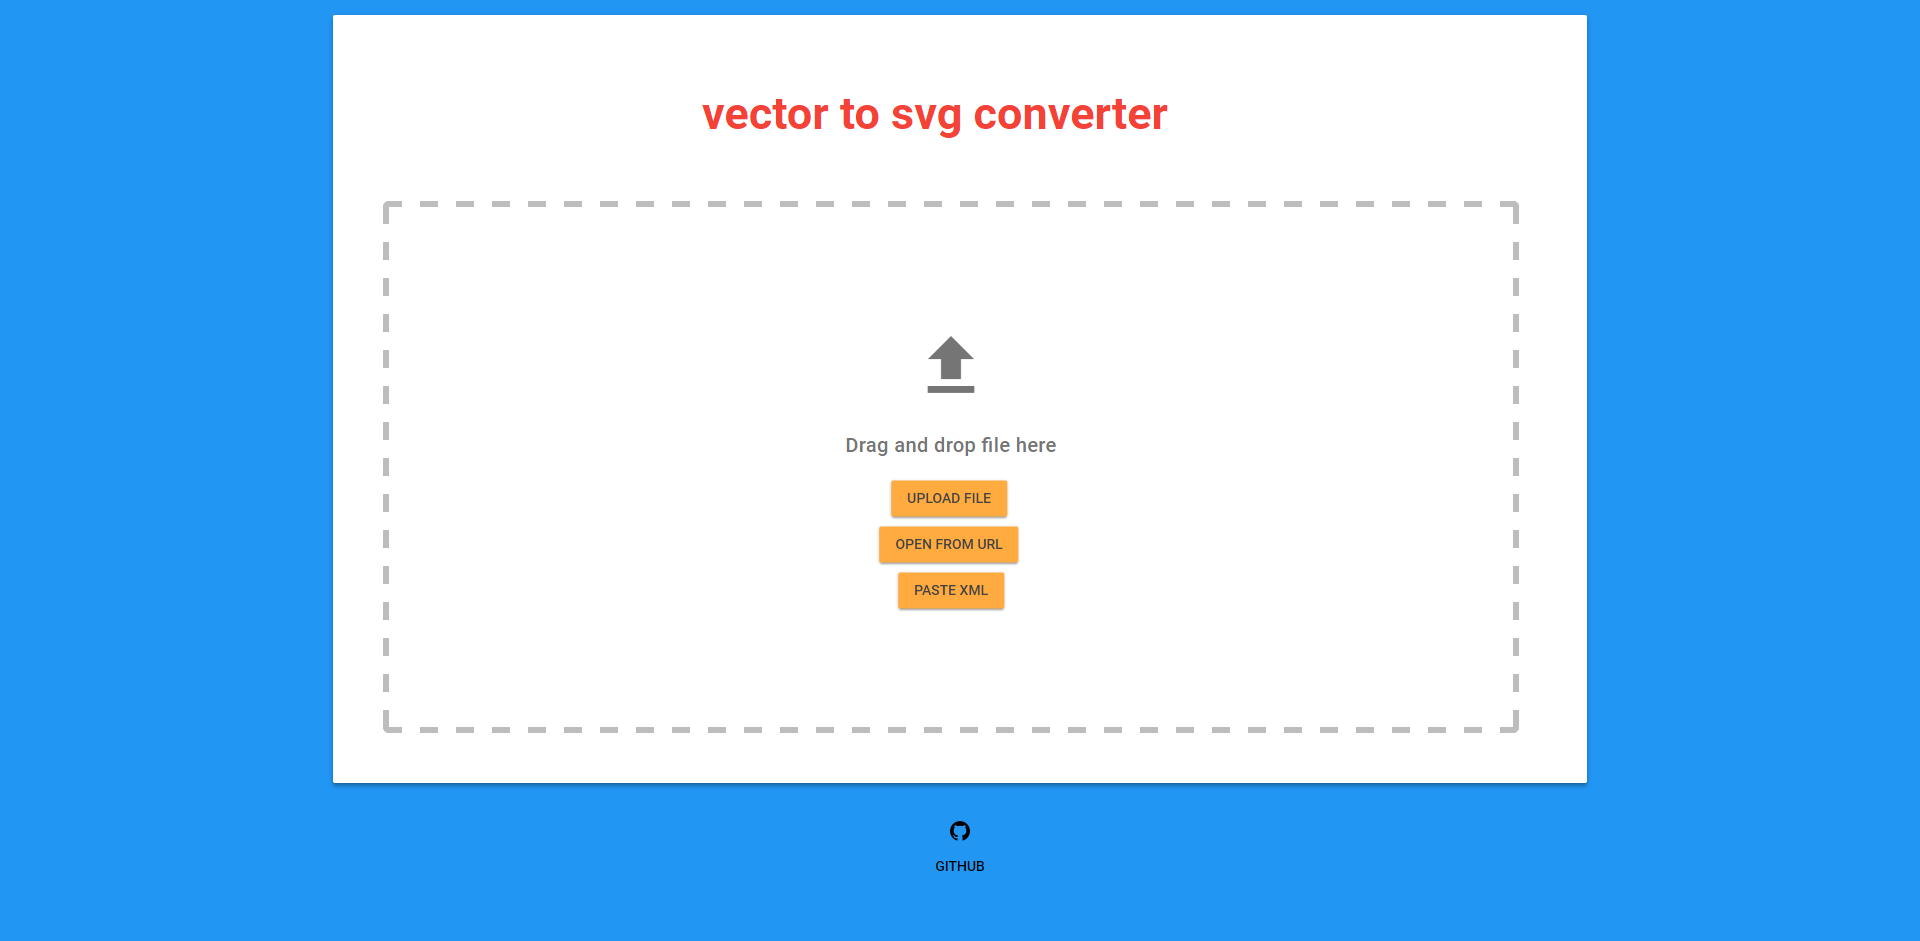 vector to svg converter
Drag and drop file here
UPLOAD FILE
OPEN FROM URL
PASTE XML
GITHUB